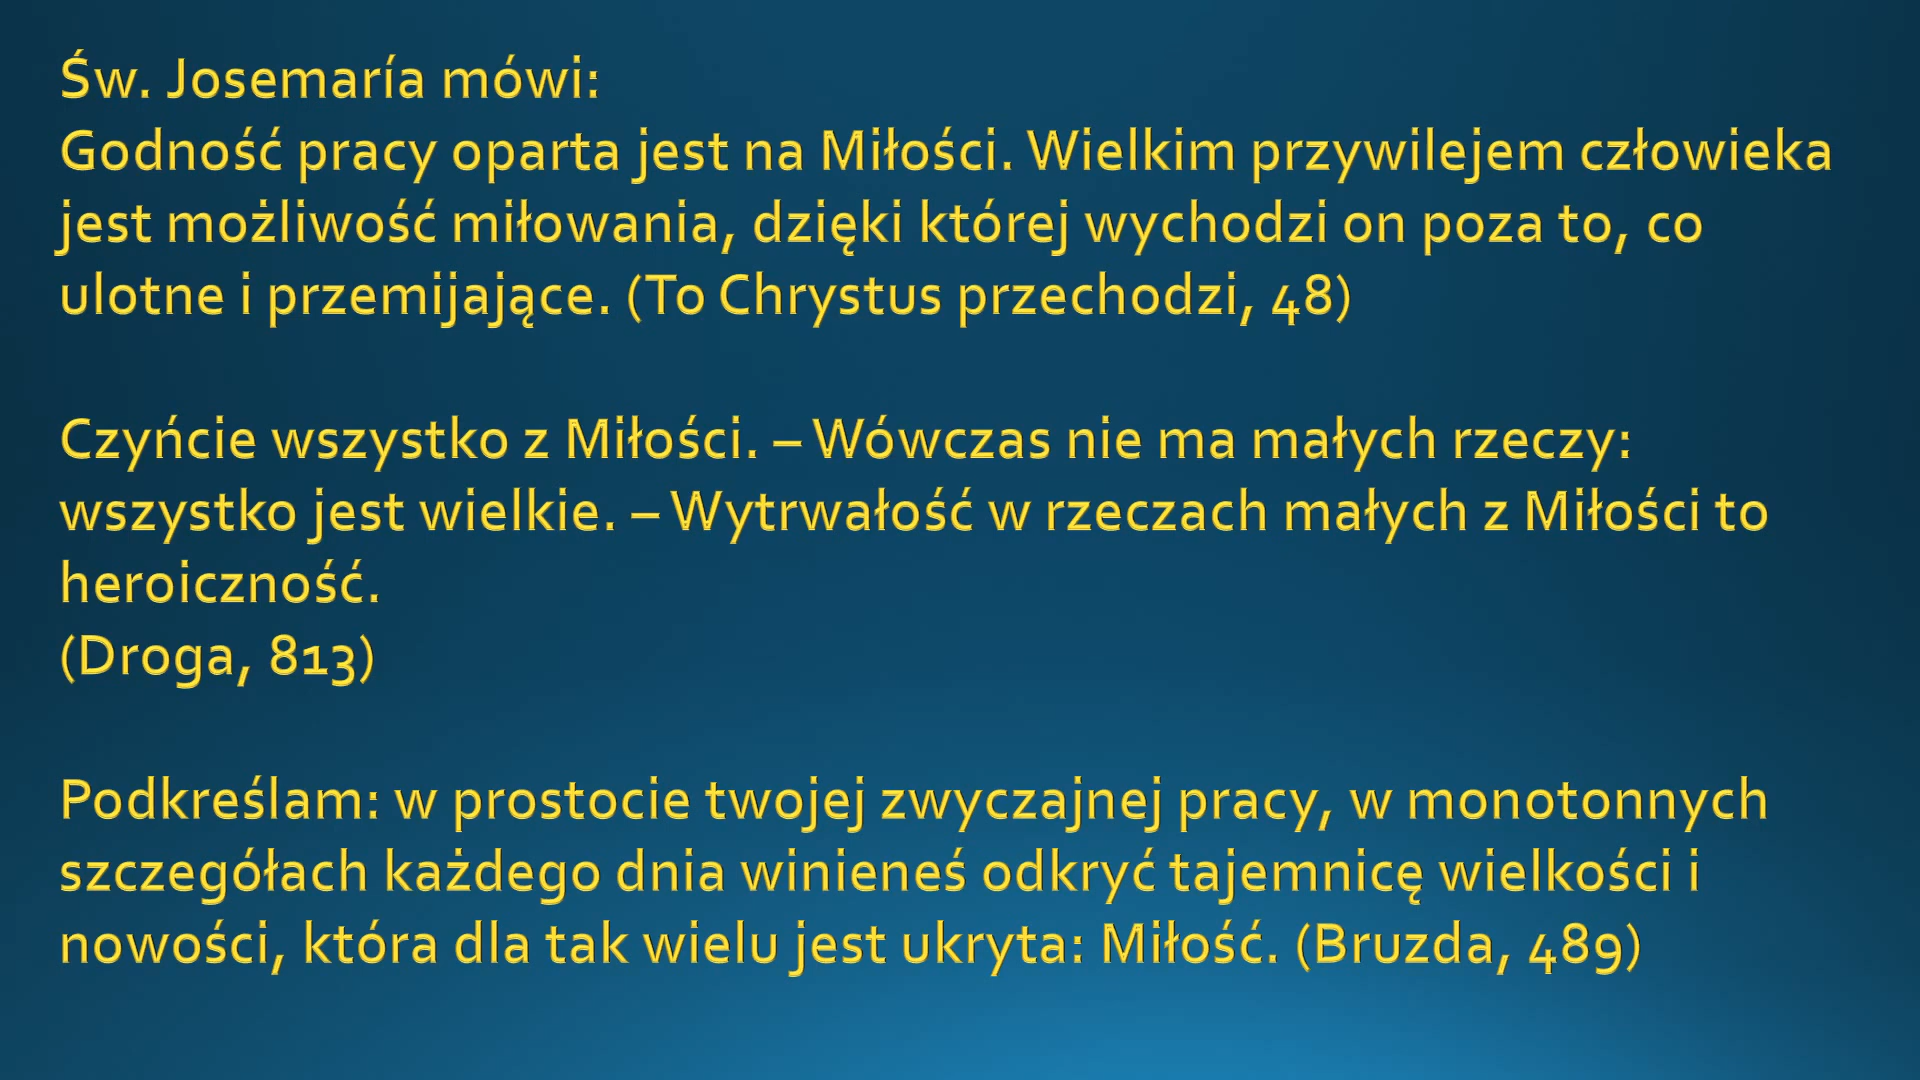 Św. Josemaría mówi:
Godność pracy oparta jest na Miłości. Wielkim przywilejem człowieka
jest możliwość miłowania, dzięki której wychodzi on poza to, co
ulotne i przemijające. (To Chrystus przechodzi, 48)
Czyńcie wszystko z Miłości. – Wówczas nie ma małych rzeczy:
wszystko jest wielkie. – Wytrwałość w rzeczach małych z Miłości to
heroiczność.
(Droga, 813)
Podkreślam: w prostocie twojej zwyczajnej pracy, w monotonnych
szczegółach każdego dnia winieneś odkryć tajemnicę wielkości i
nowości, która dla tak wielu jest ukryta: Miłość. (Bruzda, 489)